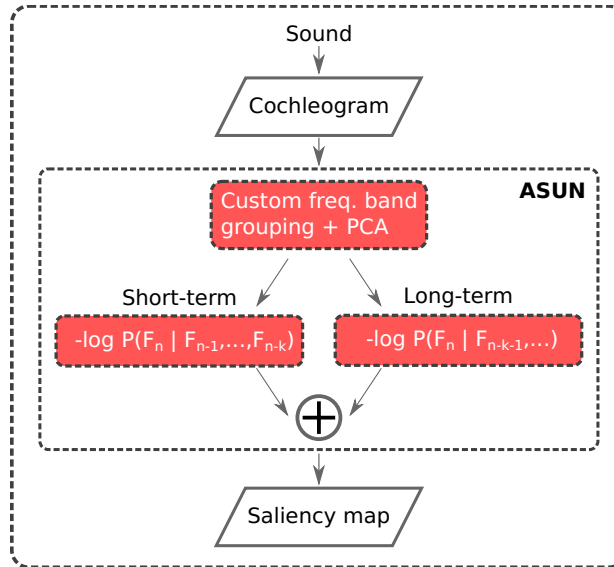 Sound
Cochleogram
ASUN
Custom freq. band
grouping + PCA
Short-term
Long-term
-log P(Fₙ | Fₙ₋₁,...,Fₙ₋ₖ)
-log P(Fₙ | Fₙ₋ₖ₋₁,...)
Saliency map